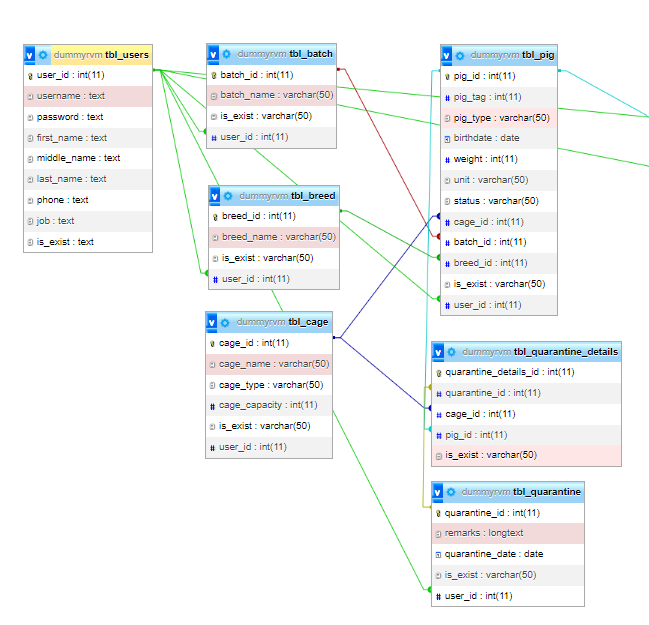 v dummyrvm tbl_users
user_id : int(11)
username : text
password : text
first_name : text
middle_name : text
last_name : text
phone : text
job : text
is_exist : text
v dummyrvm tbl_batch
batch_id : int(11)
batch_name : varchar(50)
is_exist : varchar(50)
# user_id : int(11)
v dummyrvm tbl_breed
breed_id : int(11)
breed_name : varchar(50)
is_exist : varchar(50)
# user_id : int(11)
v dummyrvm tbl_cage
cage_id : int(11)
cage_name : varchar(50)
cage_type : varchar(50)
# cage_capacity : int(11)
is_exist : varchar(50)
# user_id : int(11)
v dummyrvm tbl_pig
pig_id : int(11)
# pig_tag : int(11)
pig_type : varchar(50)
birthdate : date
# weight : int(11)
unit : varchar(50)
status : varchar(50)
# cage_id : int(11)
# batch_id : int(11)
# breed_id : int(11)
is_exist : varchar(50)
# user_id : int(11)
v dummyrvm tbl_quarantine_details
quarantine_details_id : int(11)
# quarantine_id : int(11)
# cage_id : int(11)
# pig_id : int(11)
is_exist : varchar(50)
v dummyrvm tbl_quarantine
quarantine_id : int(11)
remarks : longtext
quarantine_date : date
is_exist : varchar(50)
# user_id : int(11)